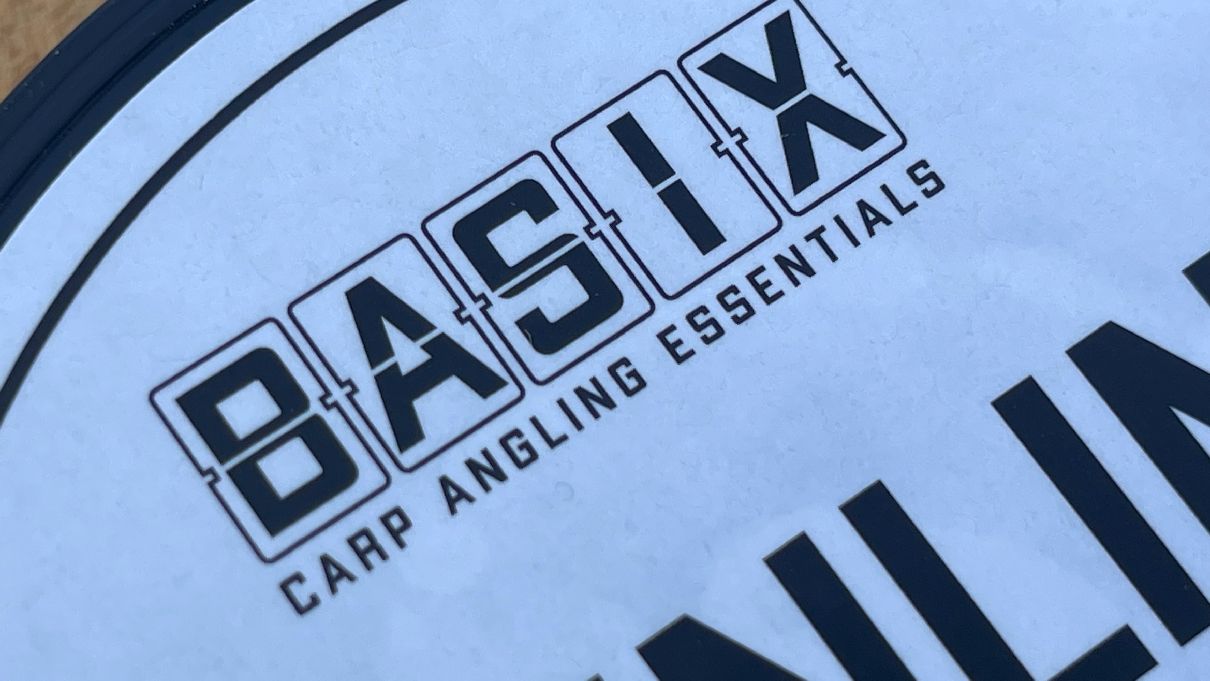 BASIX
CARP ANGLING ESSENTIALS